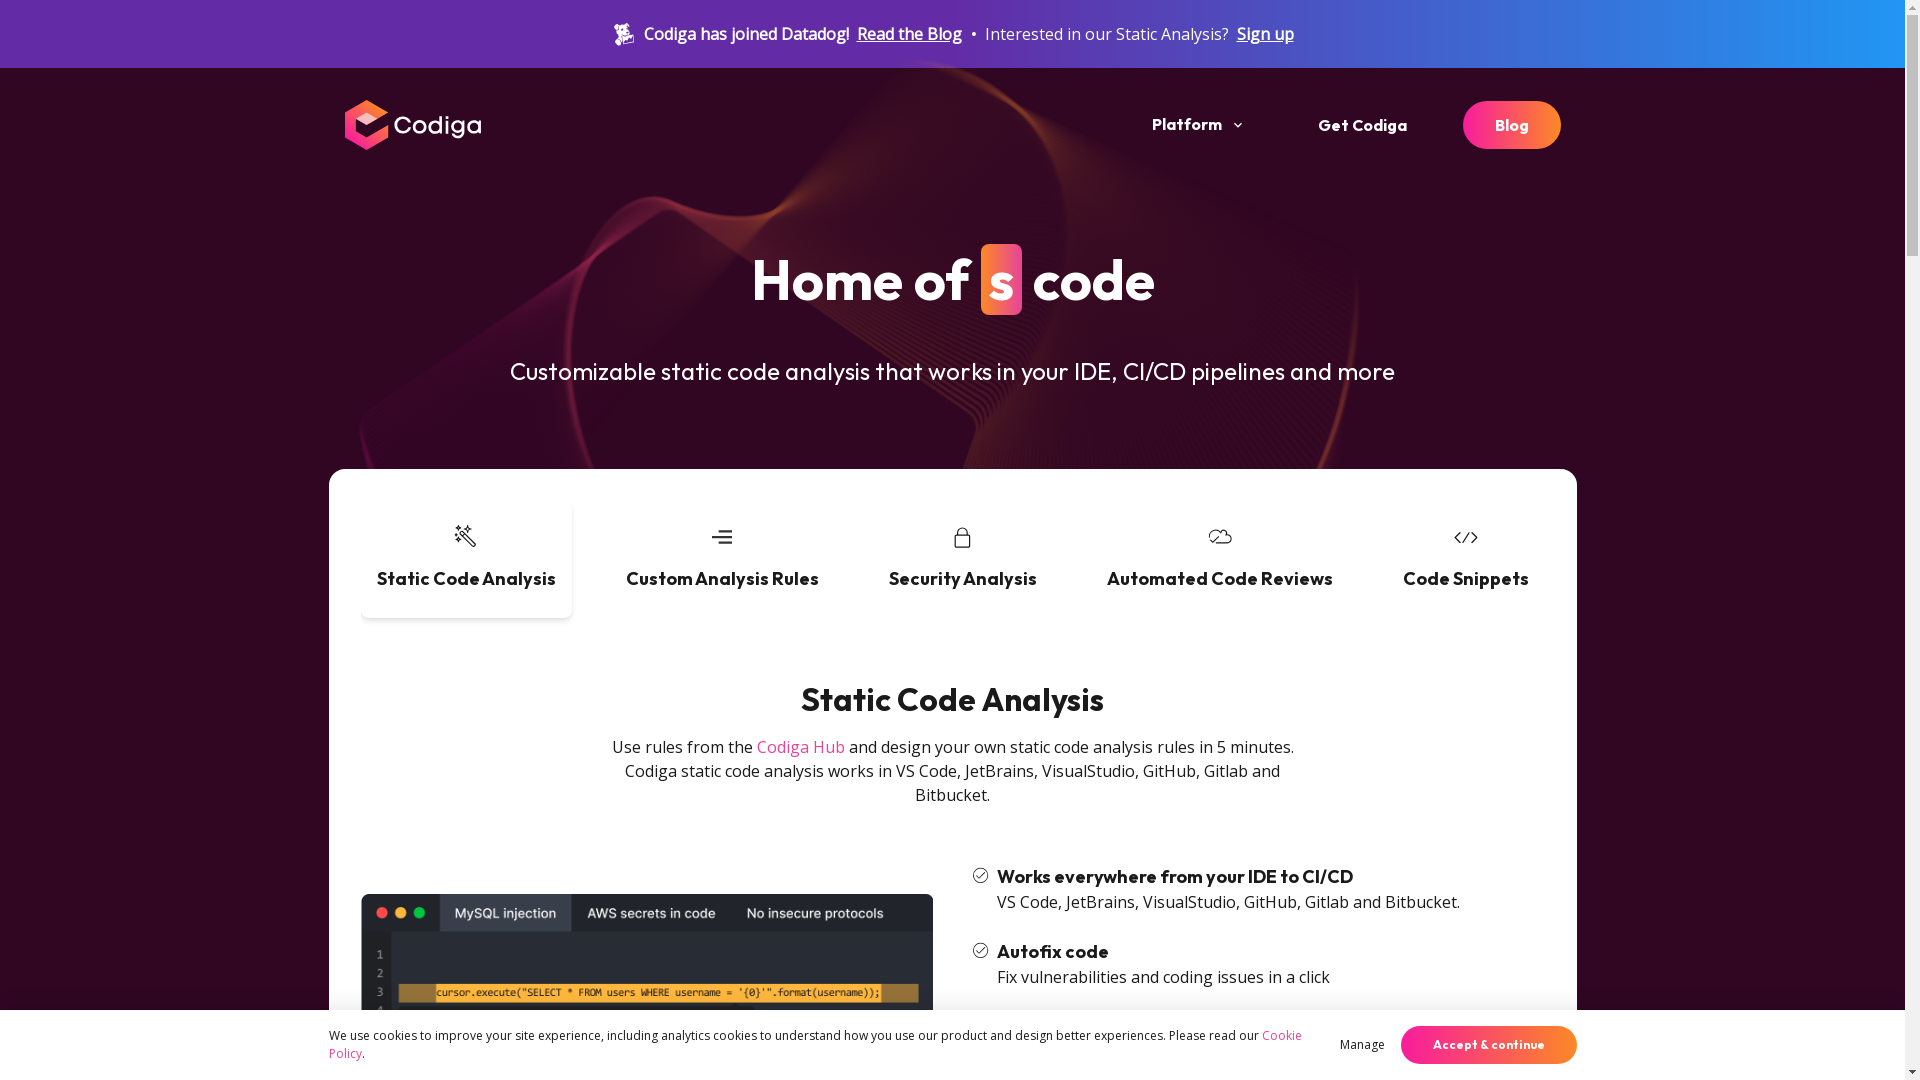 Codiga has joined Datadog! Read the Blog • Interested in our Static Analysis? Sign up
Codiga
Platform
Get Codiga
Blog
Home of s code
Customizable static code analysis that works in your IDE, CI/CD pipelines and more
Static Code Analysis
Custom Analysis Rules
Security Analysis
Automated Code Reviews
Code Snippets
Static Code Analysis
Use rules from the Codiga Hub and design your own static code analysis rules in 5 minutes.
Codiga static code analysis works in VS Code, JetBrains, VisualStudio, GitHub, Gitlab and
Bitbucket.
MySQL injection
AWS secrets in code
No insecure protocols
1
2
3 cursor.execute("SELECT * FROM users WHERE username = '{0}'".format(username));
Works everywhere from your IDE to CI/CD
VS Code, JetBrains, VisualStudio, GitHub, Gitlab and Bitbucket.
Autofix code
Fix vulnerabilities and coding issues in a click
We use cookies to improve your site experience, including analytics cookies to understand how you use our product and design better experiences. Please read our Cookie
Policy.
Manage
Accept & continue